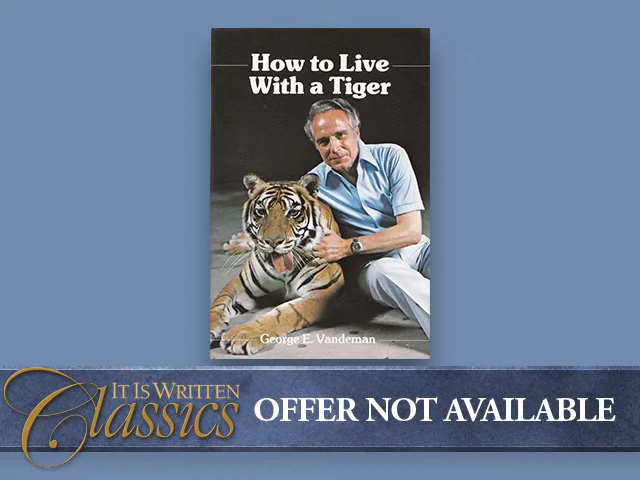 How to Live
With a Tiger
George E. Vandeman
IT IS WRITTEN
Classics
OFFER NOT AVAILABLE